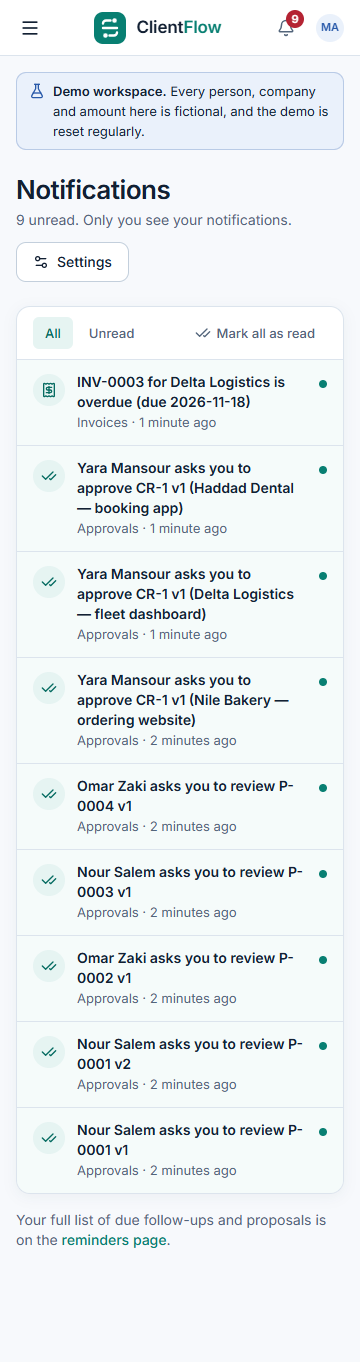 ClientFlow
9
MA
Demo workspace. Every person, company
and amount here is fictional, and the demo is
reset regularly.
Notifications
9 unread. Only you see your notifications.
Settings
All
Unread
Mark all as read
INV-0003 for Delta Logistics is
overdue (due 2026-11-18)
Invoices · 1 minute ago
Yara Mansour asks you to
approve CR-1 v1 (Haddad Dental
— booking app)
Approvals · 1 minute ago
Yara Mansour asks you to
approve CR-1 v1 (Delta Logistics
— fleet dashboard)
Approvals · 1 minute ago
Yara Mansour asks you to
approve CR-1 v1 (Nile Bakery —
ordering website)
Approvals · 2 minutes ago
Omar Zaki asks you to review P-
0004 v1
Approvals · 2 minutes ago
Nour Salem asks you to review P-
0003 v1
Approvals · 2 minutes ago
Omar Zaki asks you to review P-
0002 v1
Approvals · 2 minutes ago
Nour Salem asks you to review P-
0001 v2
Approvals · 2 minutes ago
Nour Salem asks you to review P-
0001 v1
Approvals · 2 minutes ago
Your full list of due follow-ups and proposals is
on the reminders page.